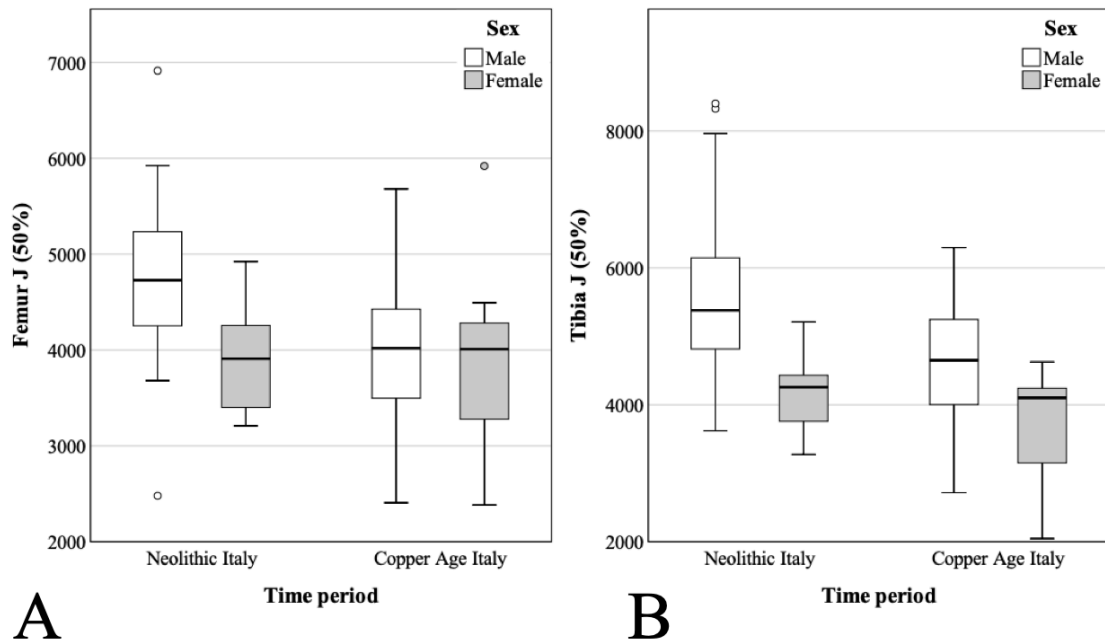 Sex
Male
Female
7000
6000
5000
4000
3000
2000
Femur J (50%)
Neolithic Italy
Copper Age Italy
Time period
A
Sex
Male
Female
8000
6000
4000
2000
Tibia J (50%)
Neolithic Italy
Copper Age Italy
Time period
B